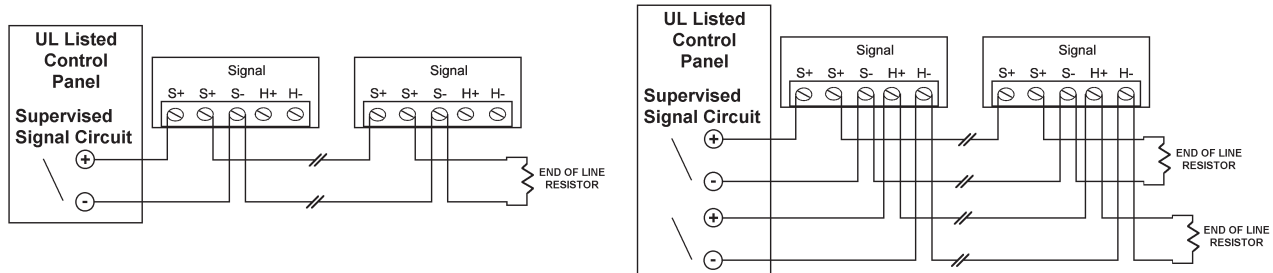 UL Listed
Control
Panel
Supervised
Signal Circuit
+
-
Signal
S+ S+ S- H+ H-
Signal
S+ S+ S- H+ H-
END OF LINE
RESISTOR
UL Listed
Control
Panel
Supervised
Signal Circuit
+
-
+
-
Signal
S+ S+ S- H+ H-
Signal
S+ S+ S- H+ H-
END OF LINE
RESISTOR
END OF LINE
RESISTOR